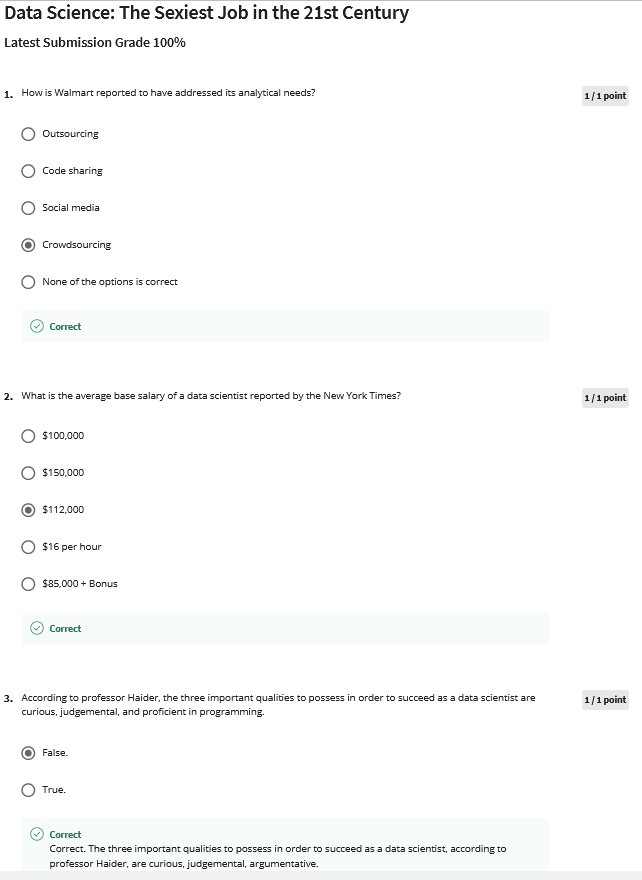 Data Science: The Sexiest Job in the 21st Century
Latest Submission Grade 100%
1. How is Walmart reported to have addressed its analytical needs?
1 / 1 point
Outsourcing
Code sharing
Social media
Crowdsourcing
None of the options is correct
Correct
2. What is the average base salary of a data scientist reported by the New York Times?
1 / 1 point
$100,000
$150,000
$112,000
$16 per hour
$85,000 + Bonus
Correct
3. According to professor Haider, the three important qualities to possess in order to succeed as a data scientist are
curious, judgemental, and proficient in programming.
1 / 1 point
False.
True.
Correct
Correct. The three important qualities to possess in order to succeed as a data scientist, according to
professor Haider, are curious, judgemental, argumentative.